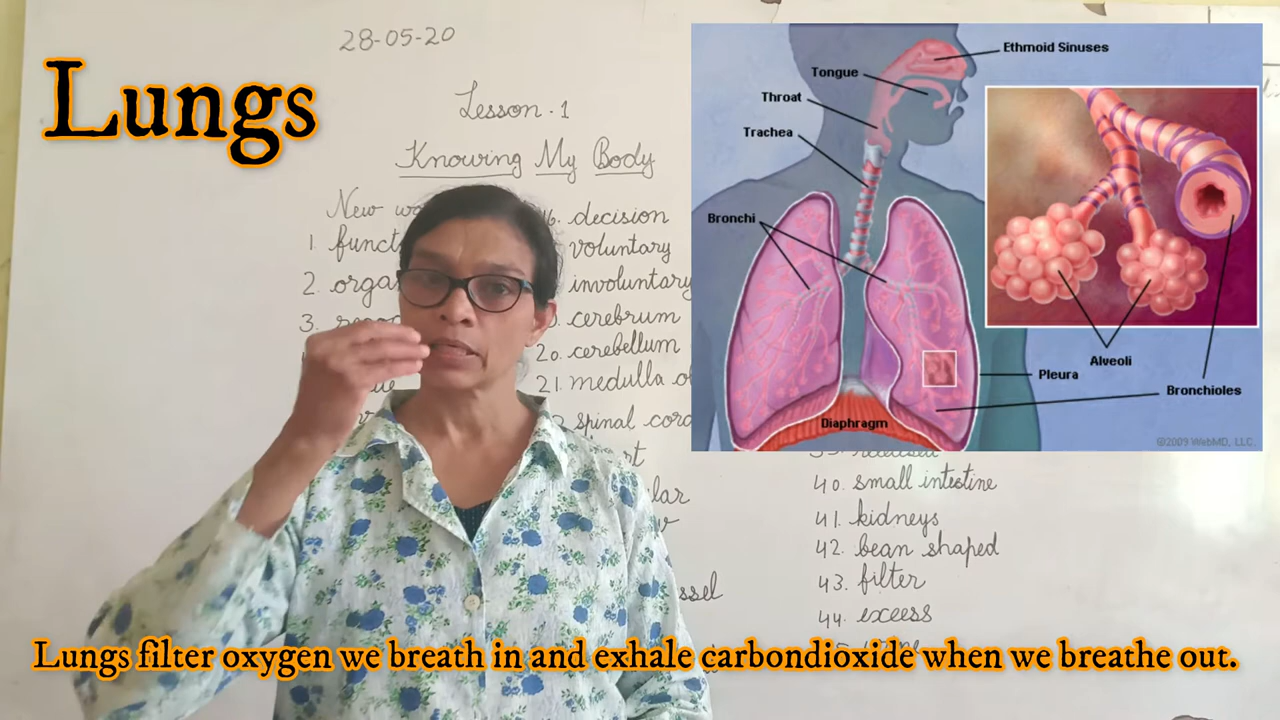 28-05-20
Lungs
Lesson - 1
Knowing My Body
New
1. funct
2 orga
3.
16. decision
voluntary
involuntary
cerebrum
20. cerebellum
21. medulla
spinal cord
40. small intestine
41. kidneys
42. bean shaped
43. filter
44. excess
Ethmoid Sinuses
Tongue
Throat
Trachea
Bronchi
Alveoli
Pleura
Bronchioles
Diaphragm
©2009 WebMD, LLC.
Lungs filter oxygen we breath in and exhale carbondioxide when we breathe out.